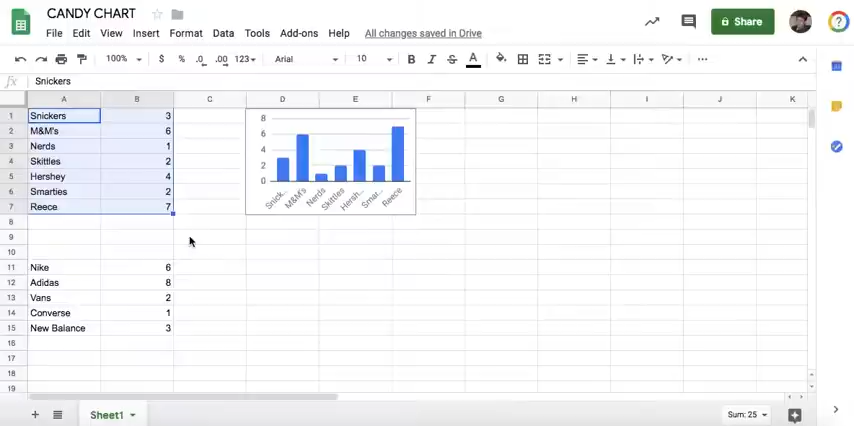 CANDY CHART
File Edit View Insert Format Data Tools Add-ons Help All changes saved in Drive
Share
100% $ % .0 .00 123 Arial 10 B I S A
fx Snickers
A B C D E F G H I J K
1 Snickers 3
2 M&M's 6
3 Nerds 1
4 Skittles 2
5 Hershey 4
6 Smarties 2
7 Reece 7
8
9
10
11 Nike 6
12 Adidas 8
13 Vans 2
14 Converse 1
15 New Balance 3
16
17
18
19
8
6
4
2
0
Snick... M&M's Nerds Skittles Hersh... Smar... Reece
Sheet1
Sum: 25